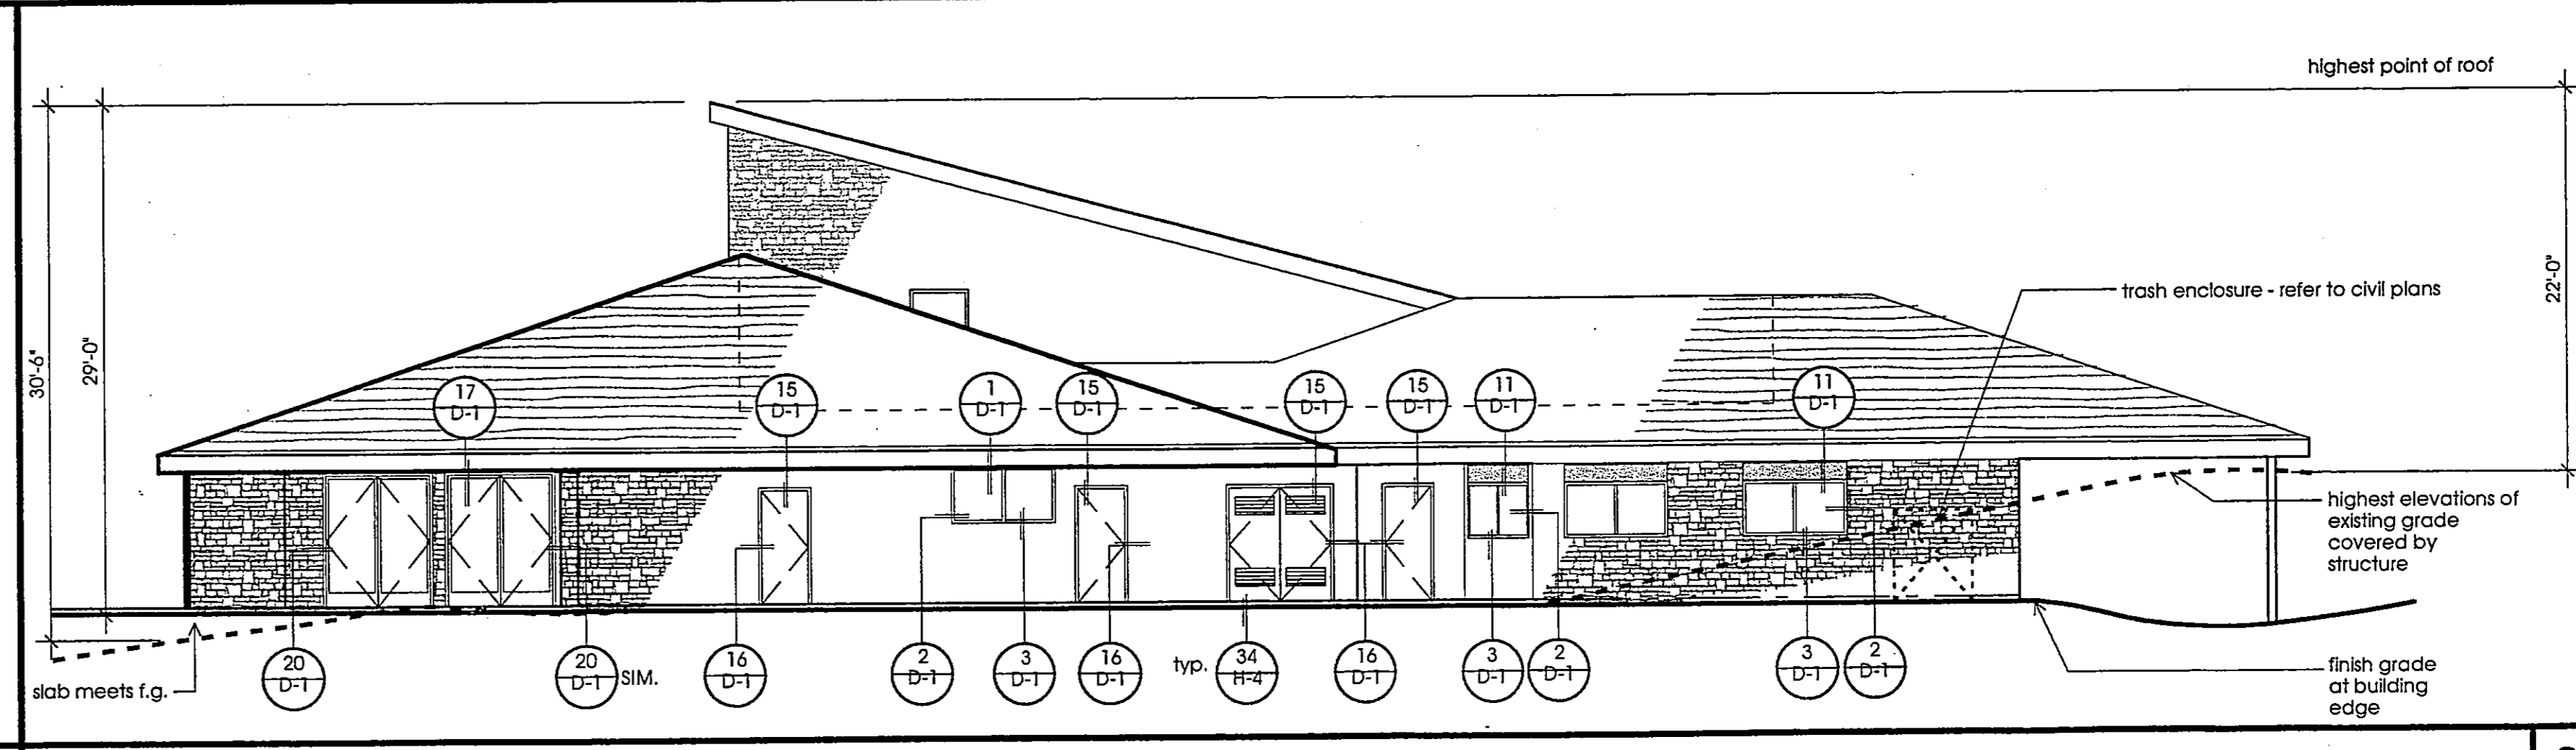 highest point of roof
30'-6"
29'-0"
22'-0"
trash enclosure - refer to civil plans
17
D-1
15
D-1
1
D-1
15
D-1
15
D-1
15
D-1
11
D-1
11
D-1
highest elevations of
existing grade
covered by
structure
20
D-1
20
D-1
SIM.
16
D-1
2
D-1
3
D-1
16
D-1
typ.
34
H-4
16
D-1
3
D-1
2
D-1
3
D-1
2
D-1
slab meets f.g.
finish grade
at building
edge